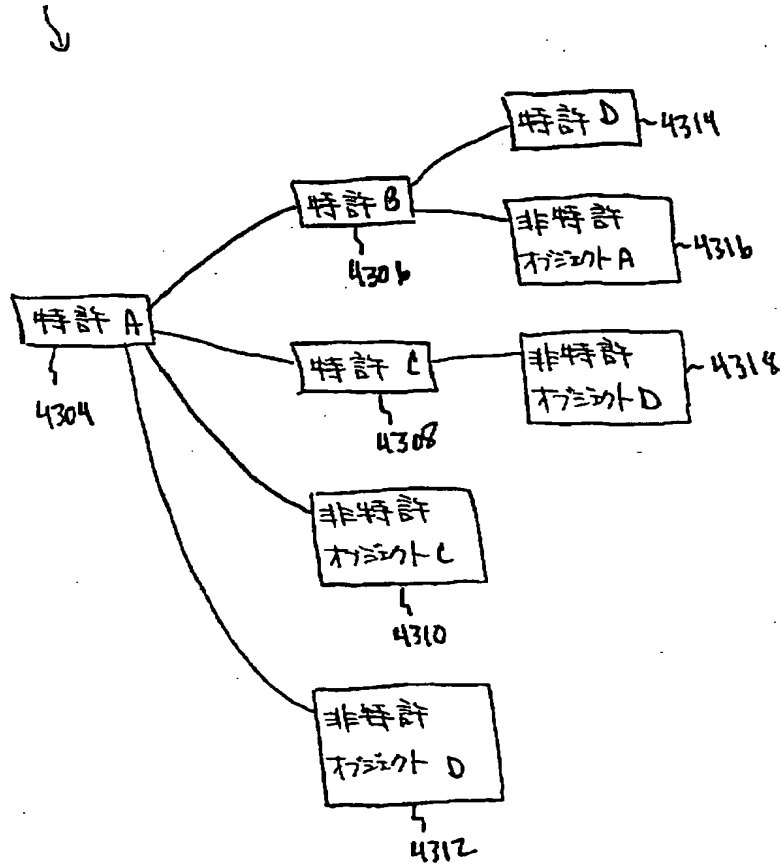 特許 D
4314
特許 B
4306
非特許
オブジェクト A
4316
特許 A
4304
特許 C
4308
非特許
オブジェクト D
4318
非特許
オブジェクト C
4310
非特許
オブジェクト D
4312